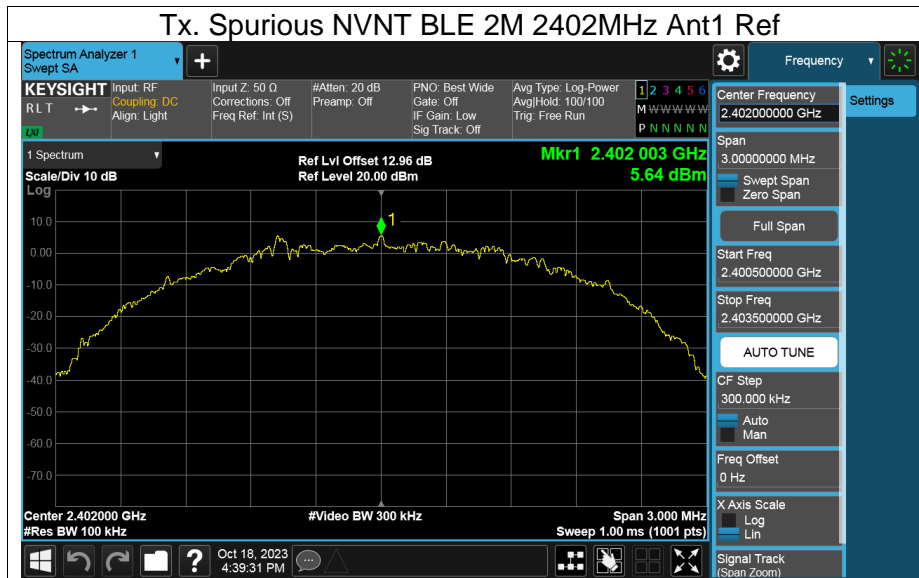 Tx. Spurious NVNT BLE 2M 2402MHz Ant1 Ref
Spectrum Analyzer 1
Swept SA
Frequency
KEYSIGHT
RLT
LXI
Input: RF
Coupling: DC
Align: Light
Input Z: 50 Ω
Corrections: Off
Freq Ref: Int (S)
#Atten: 20 dB
Preamp: Off
PNO: Best Wide
Gate: Off
IF Gain: Low
Sig Track: Off
Avg Type: Log-Power
Avg|Hold: 100/100
Trig: Free Run
1 2 3 4 5 6
M W W W W W
P N N N N N
1 Spectrum
Scale/Div 10 dB
Log
Ref Lvl Offset 12.96 dB
Ref Level 20.00 dBm
Mkr1 2.402 003 GHz
5.64 dBm
1
10.0
0.00
-10.0
-20.0
-30.0
-40.0
-50.0
-60.0
-70.0
Center 2.402000 GHz
#Res BW 100 kHz
#Video BW 300 kHz
Span 3.000 MHz
Sweep 1.00 ms (1001 pts)
Oct 18, 2023
4:39:31 PM
Center Frequency
2.402000000 GHz
Span
3.00000000 MHz
Swept Span
Zero Span
Full Span
Start Freq
2.400500000 GHz
Stop Freq
2.403500000 GHz
AUTO TUNE
CF Step
300.000 kHz
Auto
Man
Freq Offset
0 Hz
X Axis Scale
Log
Lin
Signal Track
(Span Zoom)
Settings